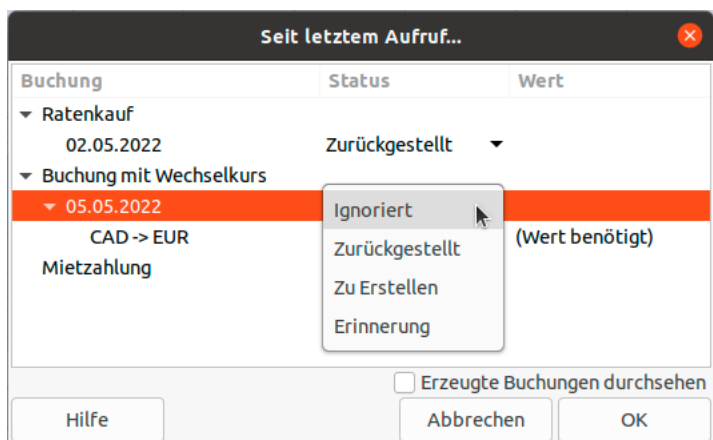 Seit letztem Aufruf...
Buchung Status Wert
Ratenkauf
02.05.2022 Zurückgestellt
Buchung mit Wechselkurs
05.05.2022
Ignoriert
CAD -> EUR (Wert benötigt)
Zurückgestellt
Mietzahlung
Zu Erstellen
Erinnerung
Erzeugte Buchungen durchsehen
Hilfe Abbrechen OK